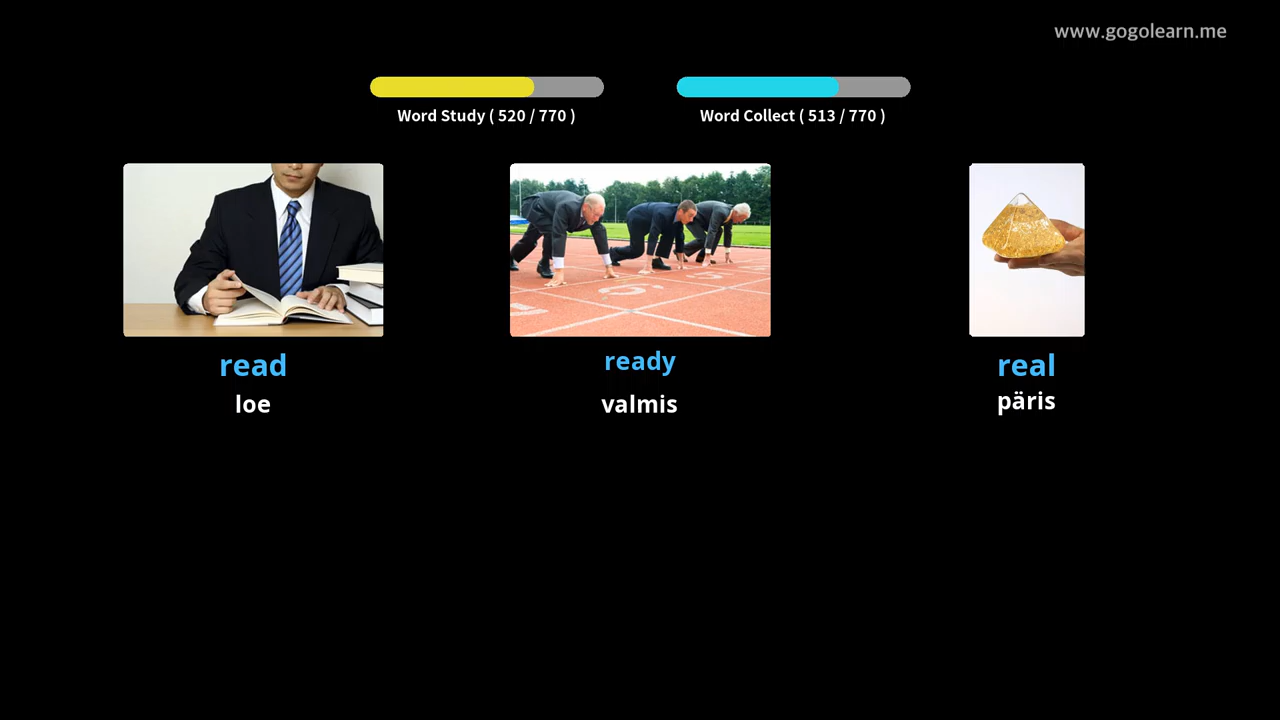 www.gogolearn.me
Word Study ( 520 / 770 )
Word Collect ( 513 / 770 )
read
ready
real
loe
valmis
päris